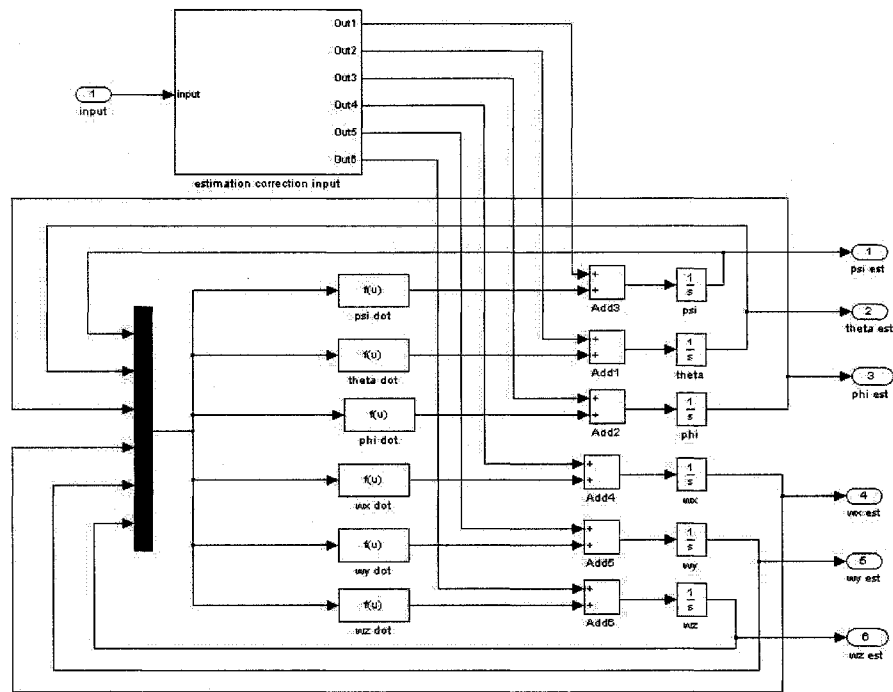 Out1
Out2
Out3
Out4
Out5
Out6
1
input
input
estimation correction input
1
psi est
f(u)
psi dot
+
+
Add3
1
s
psi
2
theta est
f(u)
theta dot
+
+
Add1
1
s
theta
3
phi est
f(u)
phi dot
+
+
Add2
1
s
phi
f(u)
wx dot
+
+
Add4
1
s
wx
4
wx est
f(u)
wy dot
+
+
Add5
1
s
wy
5
wy est
f(u)
wz dot
+
+
Add6
1
s
wz
6
wz est